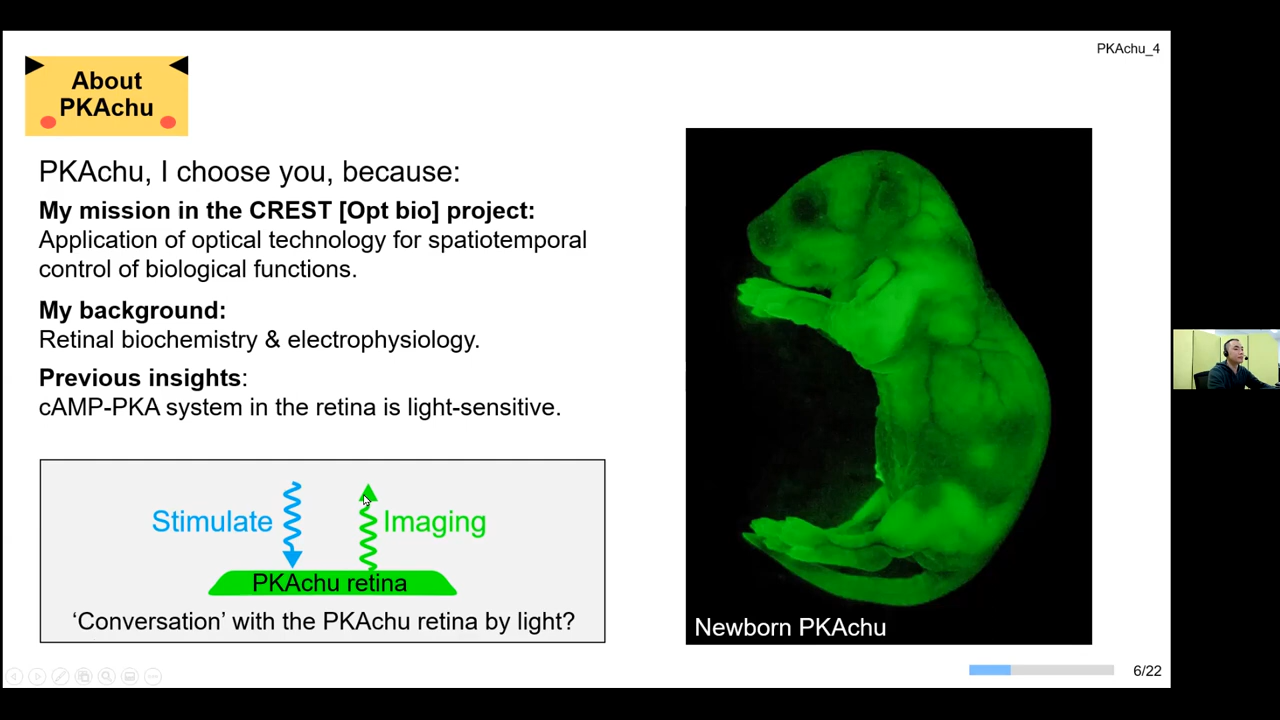 PKAchu_4
About
PKAchu
PKAchu, I choose you, because:
My mission in the CREST [Opt bio] project:
Application of optical technology for spatiotemporal
control of biological functions.
My background:
Retinal biochemistry & electrophysiology.
Previous insights:
cAMP-PKA system in the retina is light-sensitive.
Stimulate
Imaging
PKAchu retina
‘Conversation’ with the PKAchu retina by light?
Newborn PKAchu
6/22